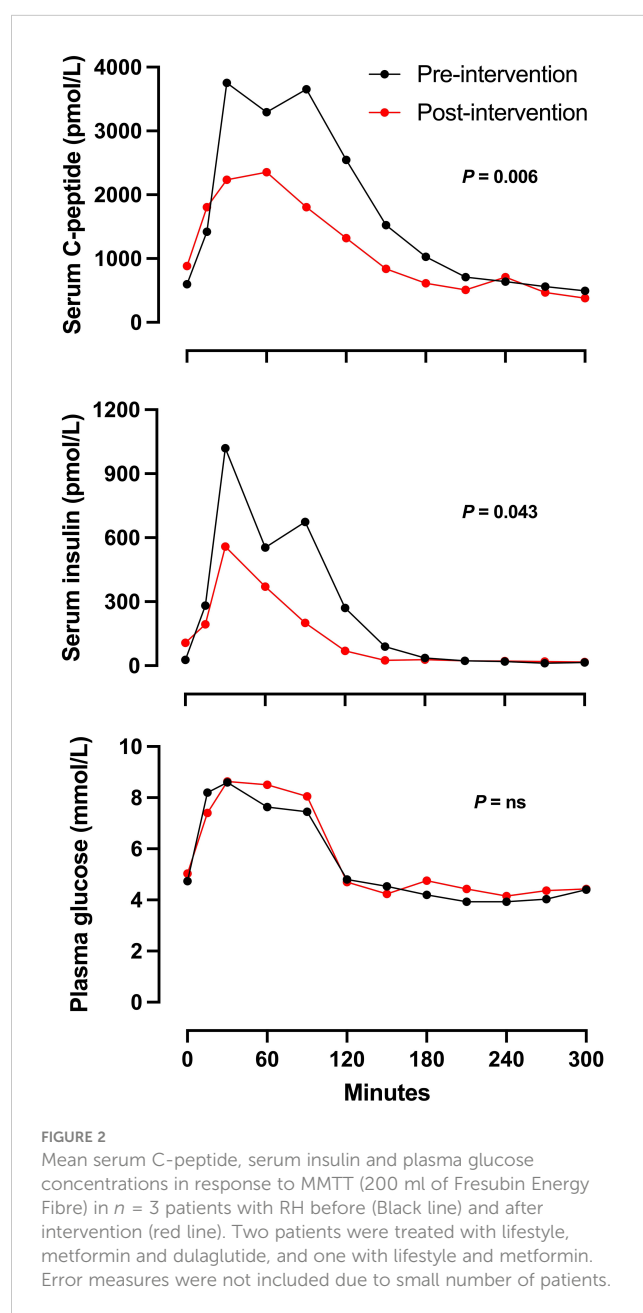 Pre-intervention
Post-intervention
Serum C-peptide (pmol/L)
4000
3000
2000
1000
0
P = 0.006
Serum insulin (pmol/L)
1200
900
600
300
0
P = 0.043
Plasma glucose (mmol/L)
10
8
6
4
2
0
P = ns
0 60 120 180 240 300
Minutes
FIGURE 2
Mean serum C-peptide, serum insulin and plasma glucose
concentrations in response to MMTT (200 ml of Fresubin Energy
Fibre) in n = 3 patients with RH before (Black line) and after
intervention (red line). Two patients were treated with lifestyle,
metformin and dulaglutide, and one with lifestyle and metformin.
Error measures were not included due to small number of patients.